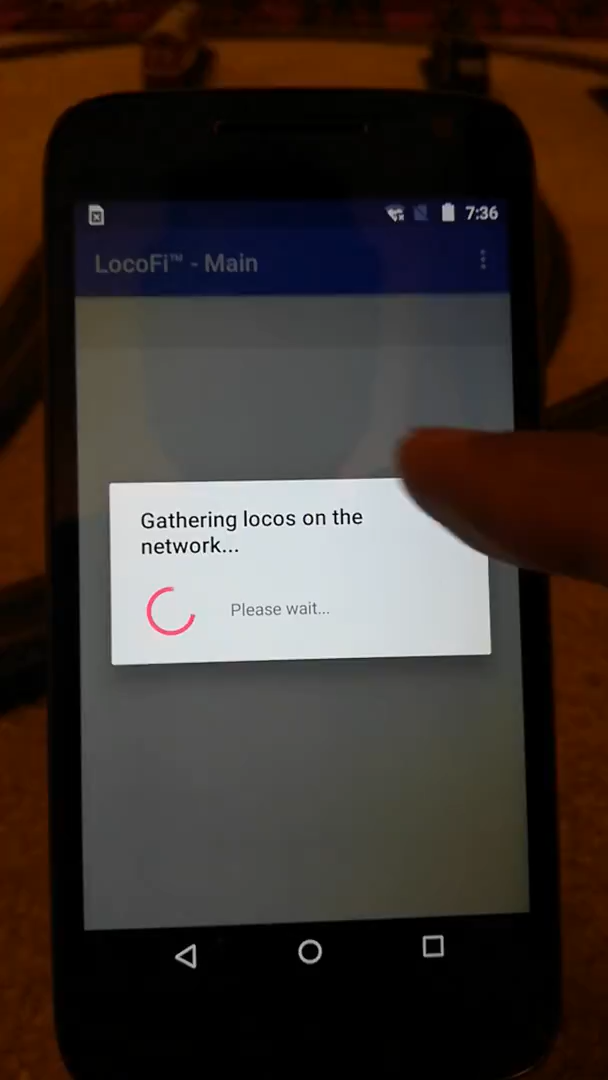 7:36
LocoFi™ - Main
Gathering locos on the
network...
Please wait...